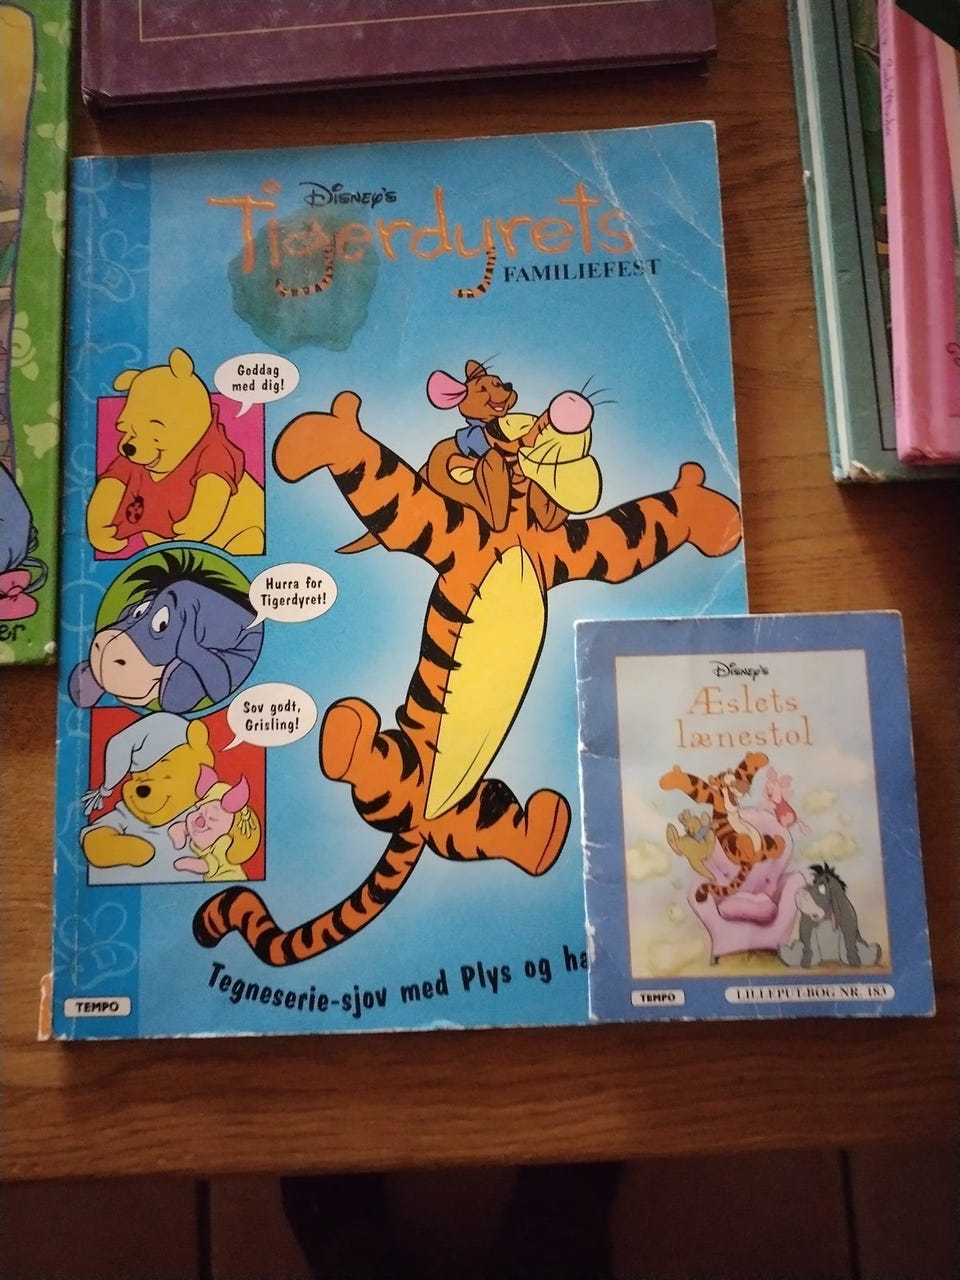 Disney's
Tigerdyrets
FAMILIEFEST
Goddag
med dig!
Hurra for
Tigerdyret!
Sov godt,
Grisling!
Tegneserie-sjov med Plys og ha
TEMPO
Disney's
Æslets
lænestol
TEMPO
LILLEPUT-BOG NR. 183
er.